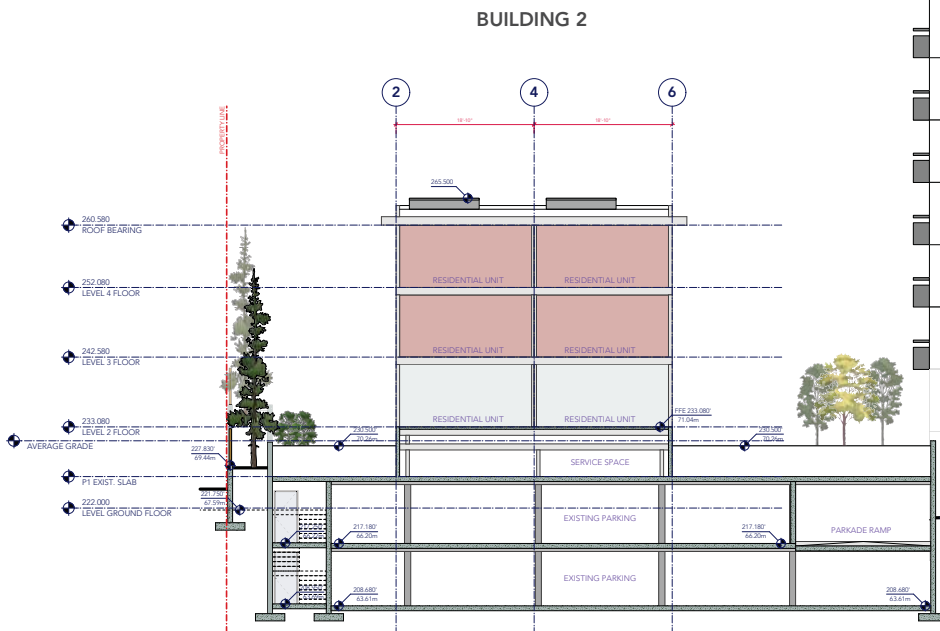 BUILDING 2
2
4
6
PROPERTY LINE
18'-10"
18'-10"
265.500
260.580
ROOF BEARING
RESIDENTIAL UNIT
RESIDENTIAL UNIT
252.080
LEVEL 4 FLOOR
RESIDENTIAL UNIT
RESIDENTIAL UNIT
242.580
LEVEL 3 FLOOR
RESIDENTIAL UNIT
RESIDENTIAL UNIT
FFE 233.080'
71.04m
233.080
LEVEL 2 FLOOR
230.500'
70.26m
230.500'
70.26m
AVERAGE GRADE
227.830'
69.44m
SERVICE SPACE
P1 EXIST. SLAB
221.750'
67.59m
222.000
LEVEL GROUND FLOOR
EXISTING PARKING
217.180'
66.20m
217.180'
66.20m
PARKADE RAMP
EXISTING PARKING
208.680'
63.61m
208.680'
63.61m